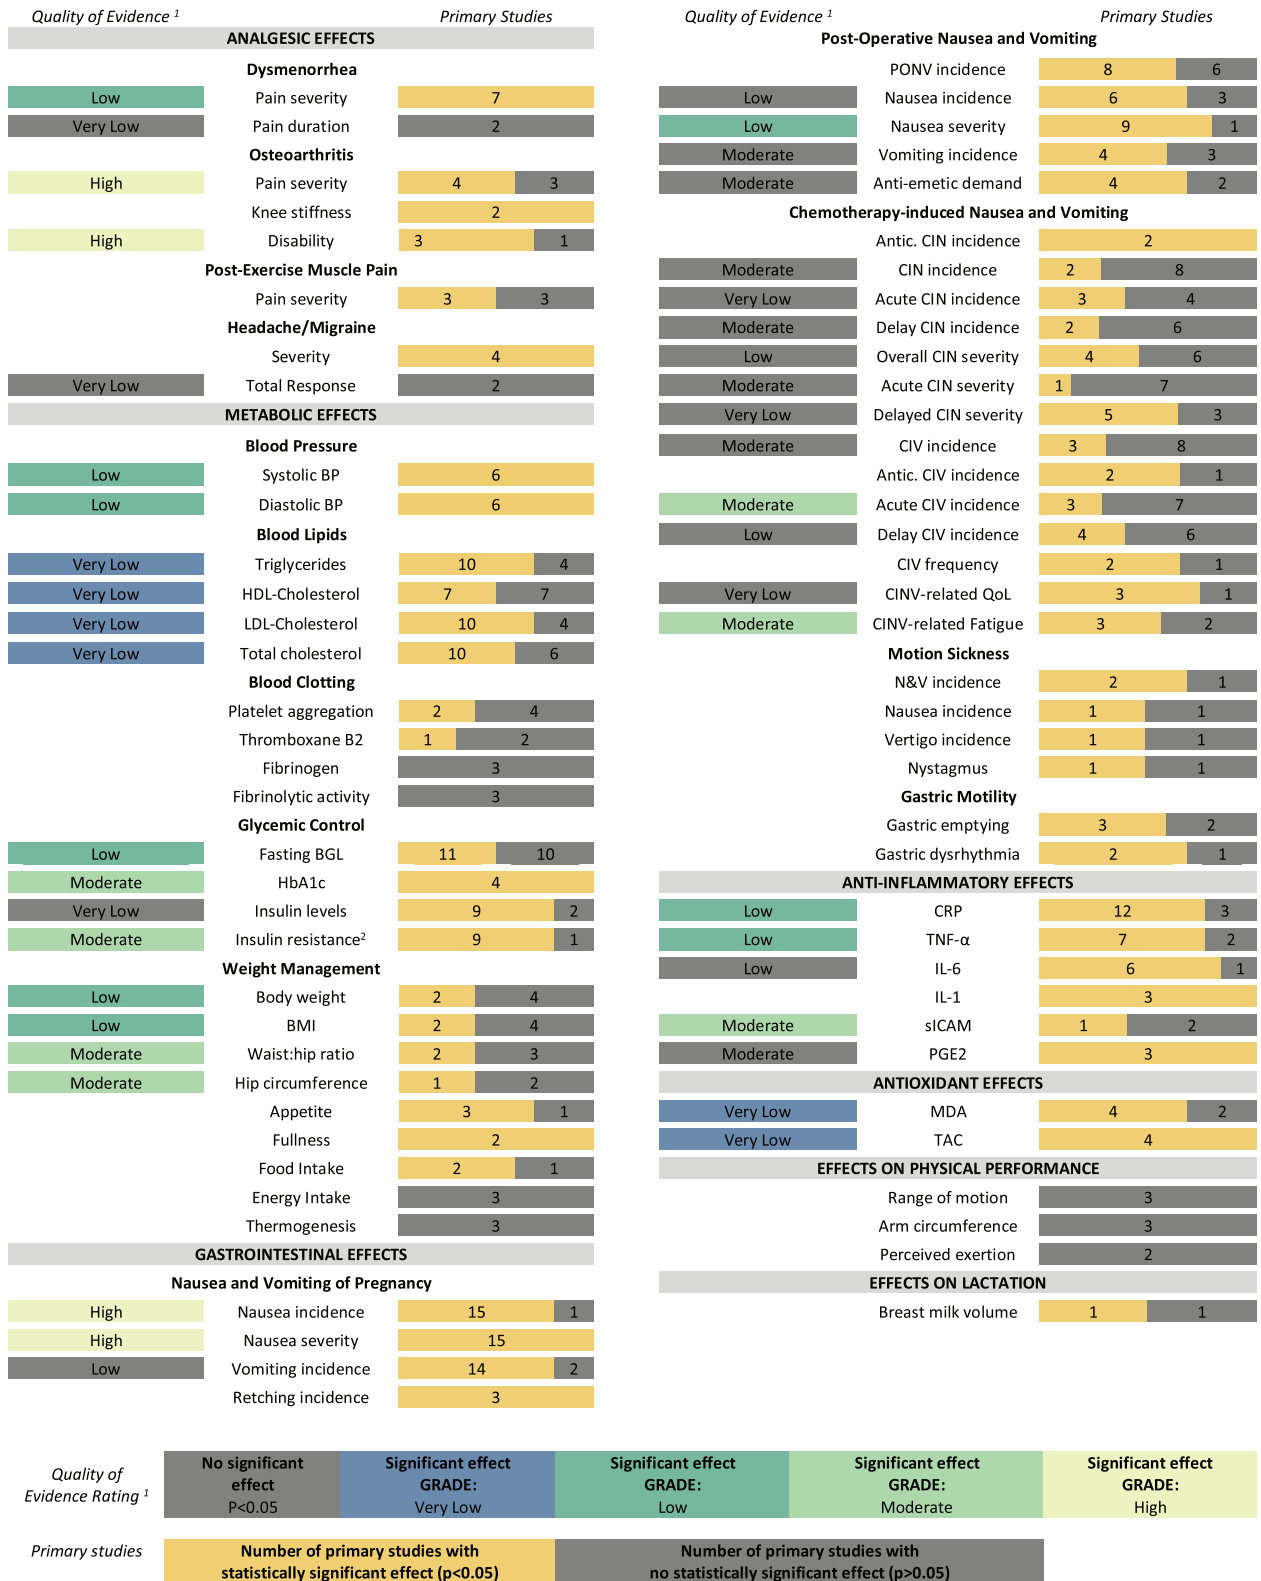 Quality of Evidence 1 Primary Studies
ANALGESIC EFFECTS
Dysmenorrhea
Low Pain severity 7
Very Low Pain duration 2
Osteoarthritis
High Pain severity 4 3
Knee stiffness 2
High Disability 3 1
Post-Exercise Muscle Pain
Pain severity 3 3
Headache/Migraine
Severity 4
Very Low Total Response 2
METABOLIC EFFECTS
Blood Pressure
Low Systolic BP 6
Low Diastolic BP 6
Blood Lipids
Very Low Triglycerides 10 4
Very Low HDL-Cholesterol 7 7
Very Low LDL-Cholesterol 10 4
Very Low Total cholesterol 10 6
Blood Clotting
Platelet aggregation 2 4
Thromboxane B2 1 2
Fibrinogen 3
Fibrinolytic activity 3
Glycemic Control
Low Fasting BGL 11 10
Moderate HbA1c 4
Very Low Insulin levels 9 2
Moderate Insulin resistance2 9 1
Weight Management
Low Body weight 2 4
Low BMI 2 4
Moderate Waist:hip ratio 2 3
Moderate Hip circumference 1 2
Appetite 3 1
Fullness 2
Food Intake 2 1
Energy Intake 3
Thermogenesis 3
GASTROINTESTINAL EFFECTS
Nausea and Vomiting of Pregnancy
High Nausea incidence 15 1
High Nausea severity 15
Low Vomiting incidence 14 2
Retching incidence 3
Quality of Evidence 1 Primary Studies
Post-Operative Nausea and Vomiting
PONV incidence 8 6
Low Nausea incidence 6 3
Low Nausea severity 9 1
Moderate Vomiting incidence 4 3
Moderate Anti-emetic demand 4 2
Chemotherapy-induced Nausea and Vomiting
Antic. CIN incidence 2
Moderate CIN incidence 2 8
Very Low Acute CIN incidence 3 4
Moderate Delay CIN incidence 2 6
Low Overall CIN severity 4 6
Moderate Acute CIN severity 1 7
Very Low Delayed CIN severity 5 3
Moderate CIV incidence 3 8
Antic. CIV incidence 2 1
Moderate Acute CIV incidence 3 7
Low Delay CIV incidence 4 6
CIV frequency 2 1
Very Low CINV-related QoL 3 1
Moderate CINV-related Fatigue 3 2
Motion Sickness
N&V incidence 2 1
Nausea incidence 1 1
Vertigo incidence 1 1
Nystagmus 1 1
Gastric Motility
Gastric emptying 3 2
Gastric dysrhythmia 2 1
ANTI-INFLAMMATORY EFFECTS
Low CRP 12 3
Low TNF-α 7 2
Low IL-6 6 1
IL-1 3
Moderate sICAM 1 2
Moderate PGE2 3
ANTIOXIDANT EFFECTS
Very Low MDA 4 2
Very Low TAC 4
EFFECTS ON PHYSICAL PERFORMANCE
Range of motion 3
Arm circumference 3
Perceived exertion 2
EFFECTS ON LACTATION
Breast milk volume 1 1
Quality of
Evidence Rating 1
No significant
effect
P<0.05
Significant effect
GRADE:
Very Low
Significant effect
GRADE:
Low
Significant effect
GRADE:
Moderate
Significant effect
GRADE:
High
Primary studies
Number of primary studies with
statistically significant effect (p<0.05)
Number of primary studies with
no statistically significant effect (p>0.05)